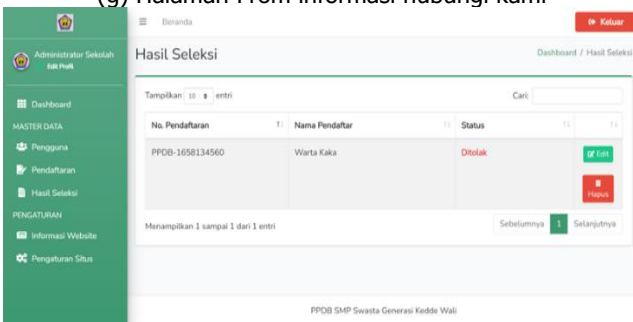 (g) Halaman From informasi hubungi kami
Beranda
Keluar
Administrator Sekolah
Edit Profil
Hasil Seleksi
Dashboard / Hasil Seleksi
Dashboard
MASTER DATA
Pengguna
Pendaftaran
Hasil Seleksi
PENGATURAN
Informasi Website
Pengaturan Situs
Tampilkan 10 entri
Cari:
No. Pendaftaran Nama Pendaftar Status
PPDB-1658134560 Warta Kaka Ditolak
Edit
Hapus
Menampilkan 1 sampai 1 dari 1 entri
Sebelumnya 1 Selanjutnya
PPDB SMP Swasta Generasi Kedde Wali